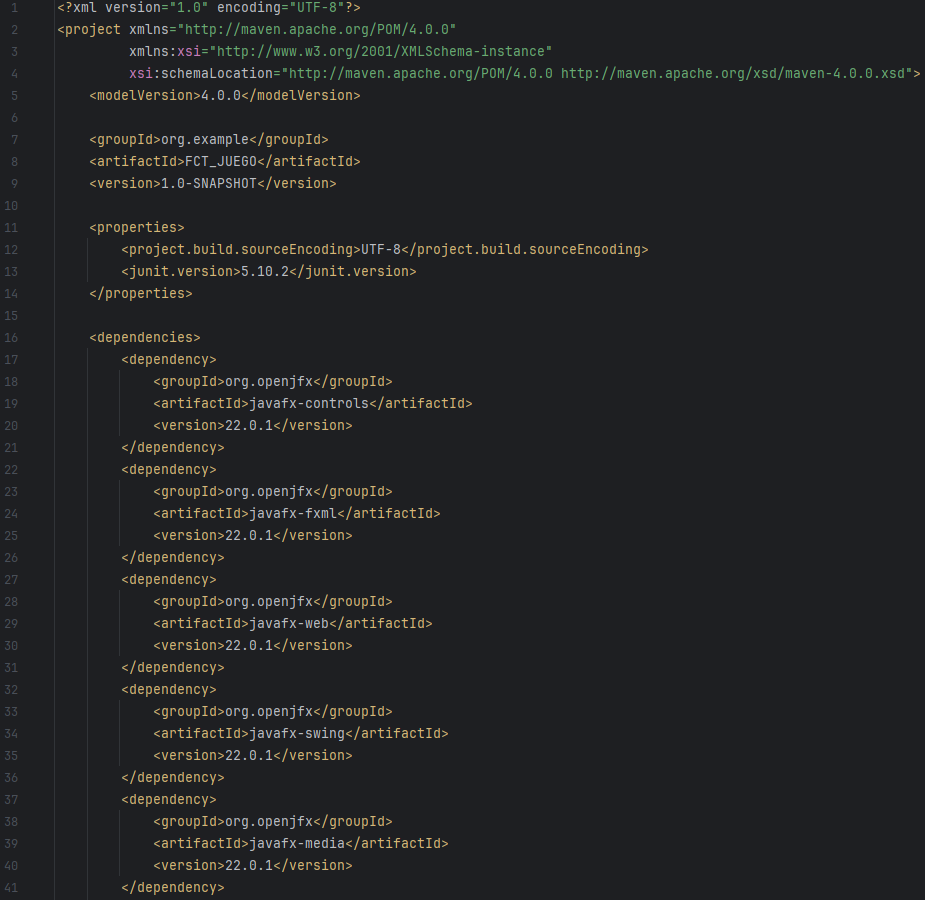 1 <?xml version="1.0" encoding="UTF-8"?>
2 <project xmlns="http://maven.apache.org/POM/4.0.0"
3 xmlns:xsi="http://www.w3.org/2001/XMLSchema-instance"
4 xsi:schemaLocation="http://maven.apache.org/POM/4.0.0 http://maven.apache.org/xsd/maven-4.0.0.xsd">
5 <modelVersion>4.0.0</modelVersion>
6
7 <groupId>org.example</groupId>
8 <artifactId>FCT_JUEGO</artifactId>
9 <version>1.0-SNAPSHOT</version>
10
11 <properties>
12 <project.build.sourceEncoding>UTF-8</project.build.sourceEncoding>
13 <junit.version>5.10.2</junit.version>
14 </properties>
15
16 <dependencies>
17 <dependency>
18 <groupId>org.openjfx</groupId>
19 <artifactId>javafx-controls</artifactId>
20 <version>22.0.1</version>
21 </dependency>
22 <dependency>
23 <groupId>org.openjfx</groupId>
24 <artifactId>javafx-fxml</artifactId>
25 <version>22.0.1</version>
26 </dependency>
27 <dependency>
28 <groupId>org.openjfx</groupId>
29 <artifactId>javafx-web</artifactId>
30 <version>22.0.1</version>
31 </dependency>
32 <dependency>
33 <groupId>org.openjfx</groupId>
34 <artifactId>javafx-swing</artifactId>
35 <version>22.0.1</version>
36 </dependency>
37 <dependency>
38 <groupId>org.openjfx</groupId>
39 <artifactId>javafx-media</artifactId>
40 <version>22.0.1</version>
41 </dependency>